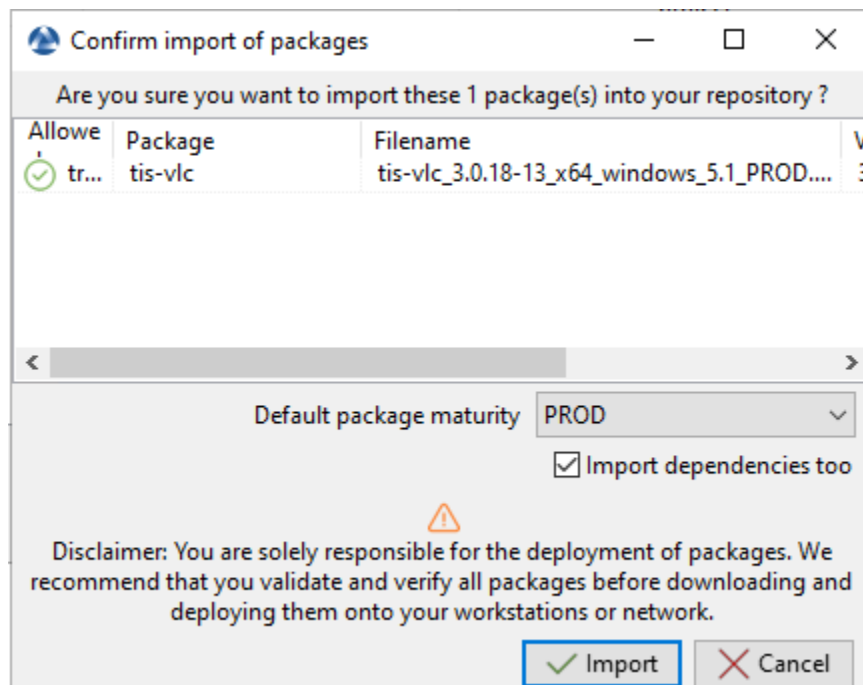 Confirm import of packages
Are you sure you want to import these 1 package(s) into your repository ?
Allowe Package Filename V
tr... tis-vlc tis-vlc_3.0.18-13_x64_windows_5.1_PROD.... 3
Default package maturity PROD
Import dependencies too
Disclaimer: You are solely responsible for the deployment of packages. We
recommend that you validate and verify all packages before downloading and
deploying them onto your workstations or network.
Import Cancel